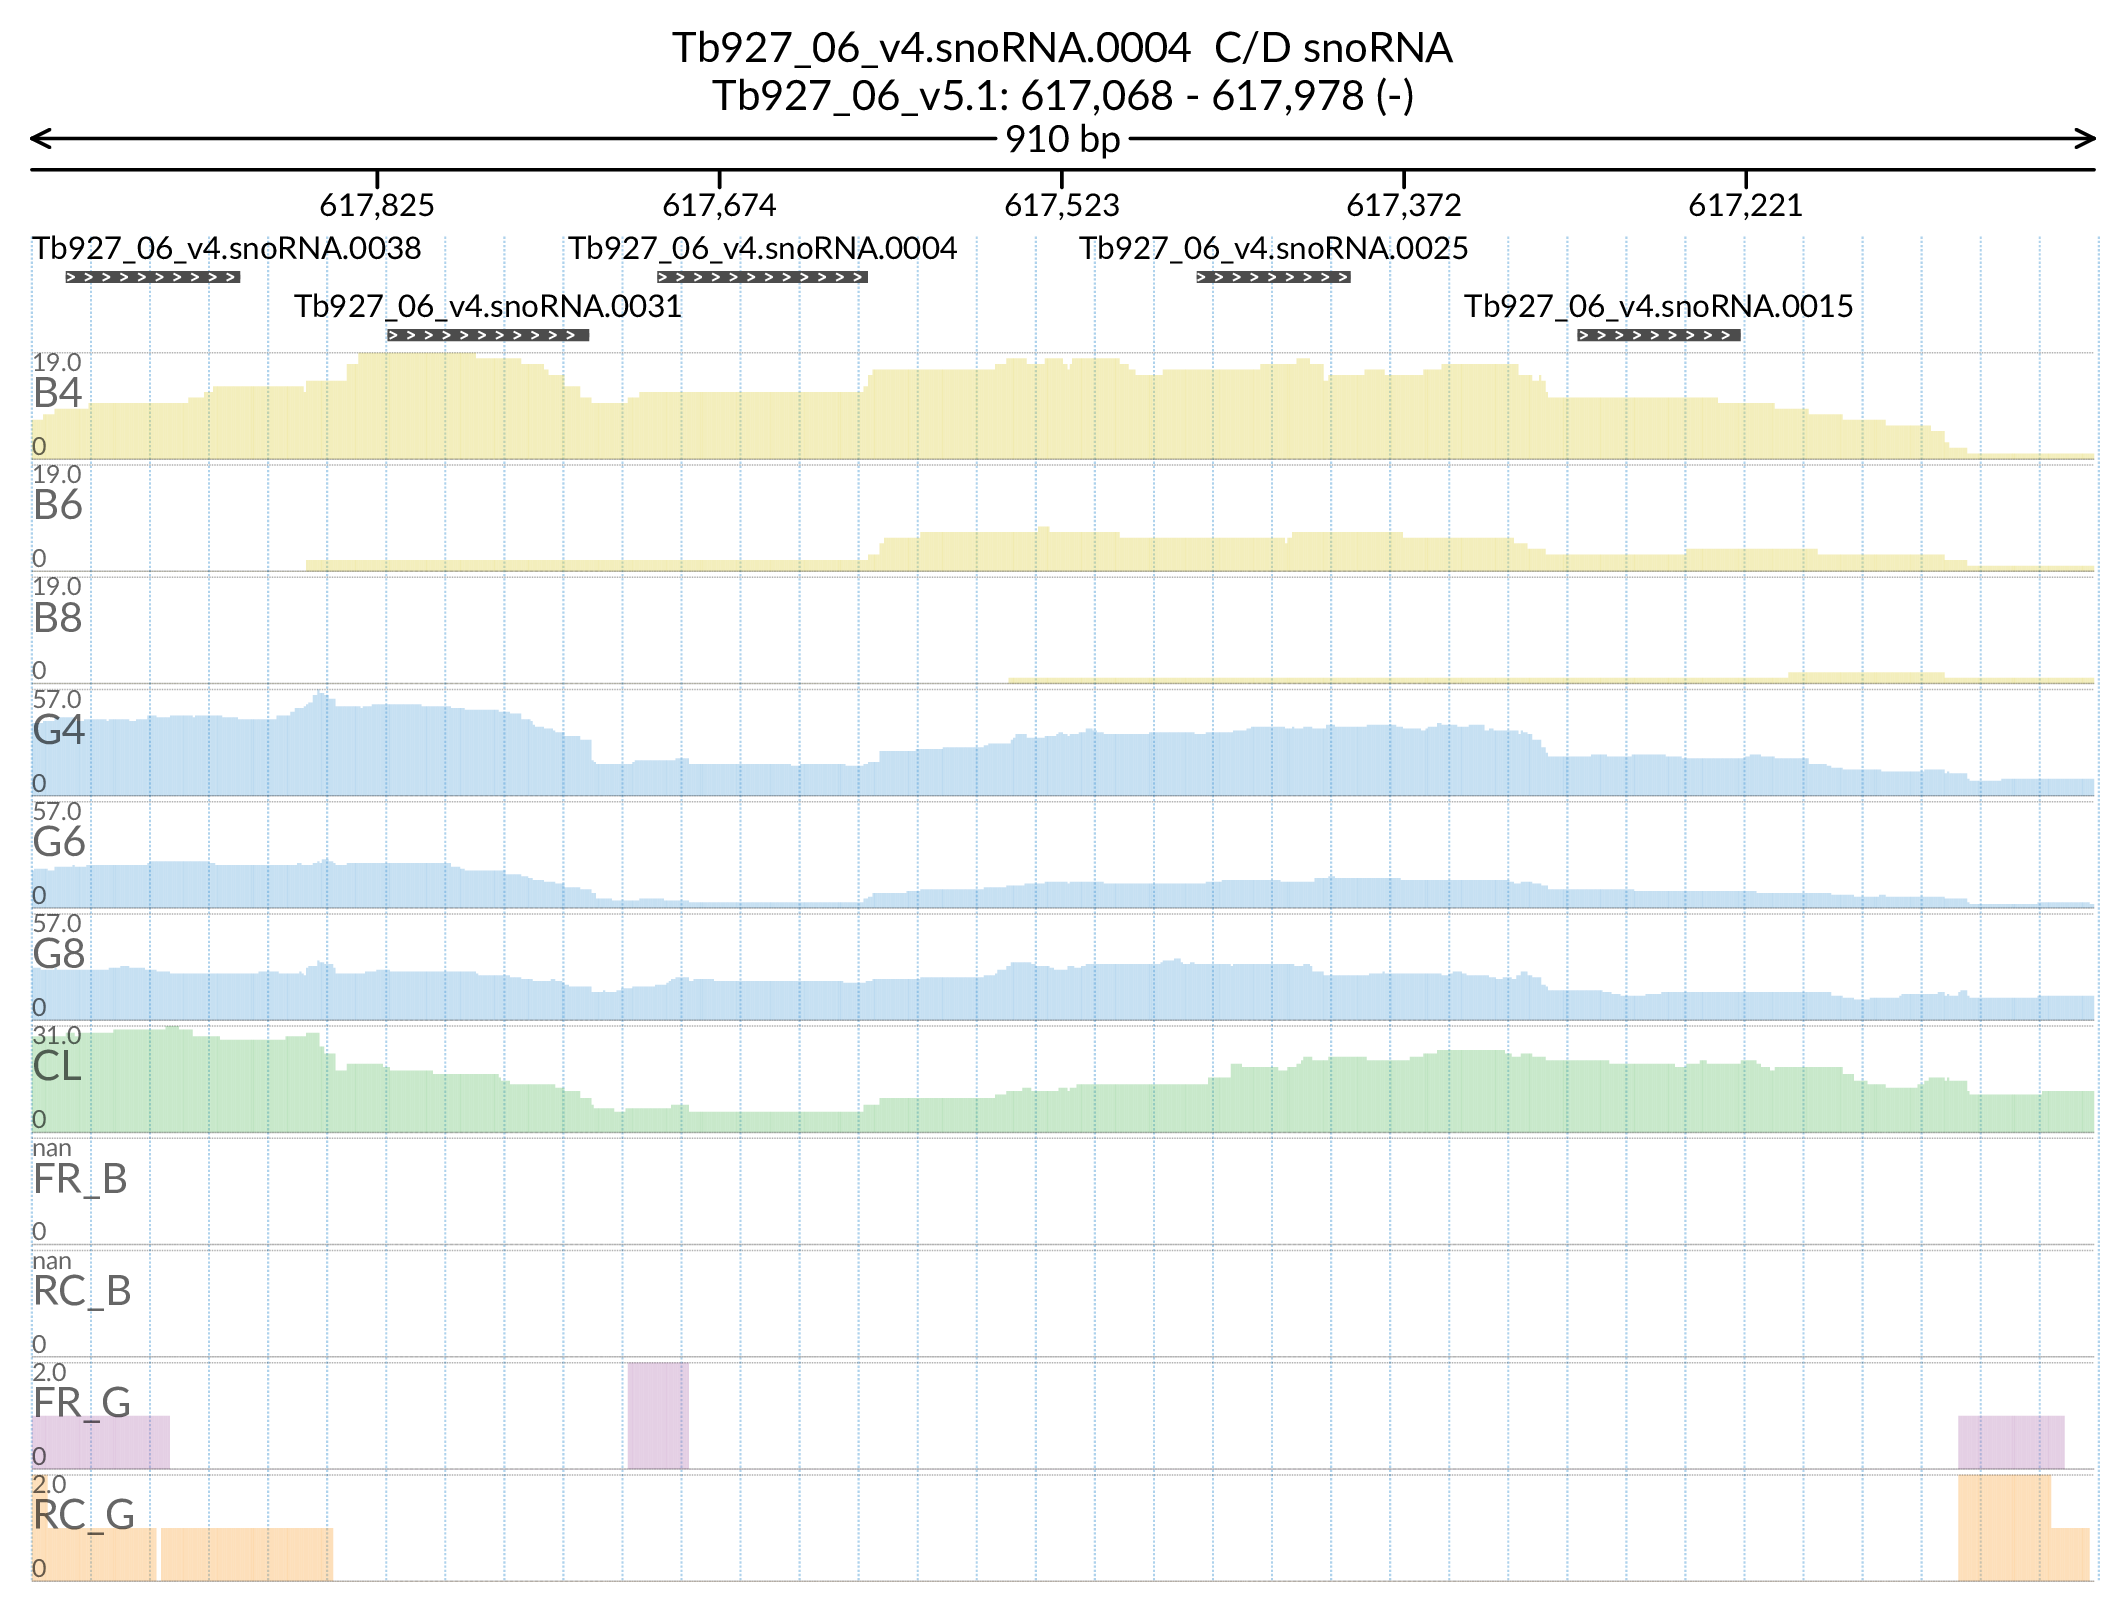 Tb927_06_v4.snoRNA.0004  C/D snoRNA
Tb927_06_v5.1: 617,068 - 617,978 (-)
910 bp
617,825 617,674 617,523 617,372 617,221
Tb927_06_v4.snoRNA.0038 Tb927_06_v4.snoRNA.0004 Tb927_06_v4.snoRNA.0025
Tb927_06_v4.snoRNA.0031 Tb927_06_v4.snoRNA.0015
19.0
B4
0
19.0
B6
0
19.0
B8
0
57.0
G4
0
57.0
G6
0
57.0
G8
0
31.0
CL
0
nan
FR_B
0
nan
RC_B
0
2.0
FR_G
0
2.0
RC_G
0